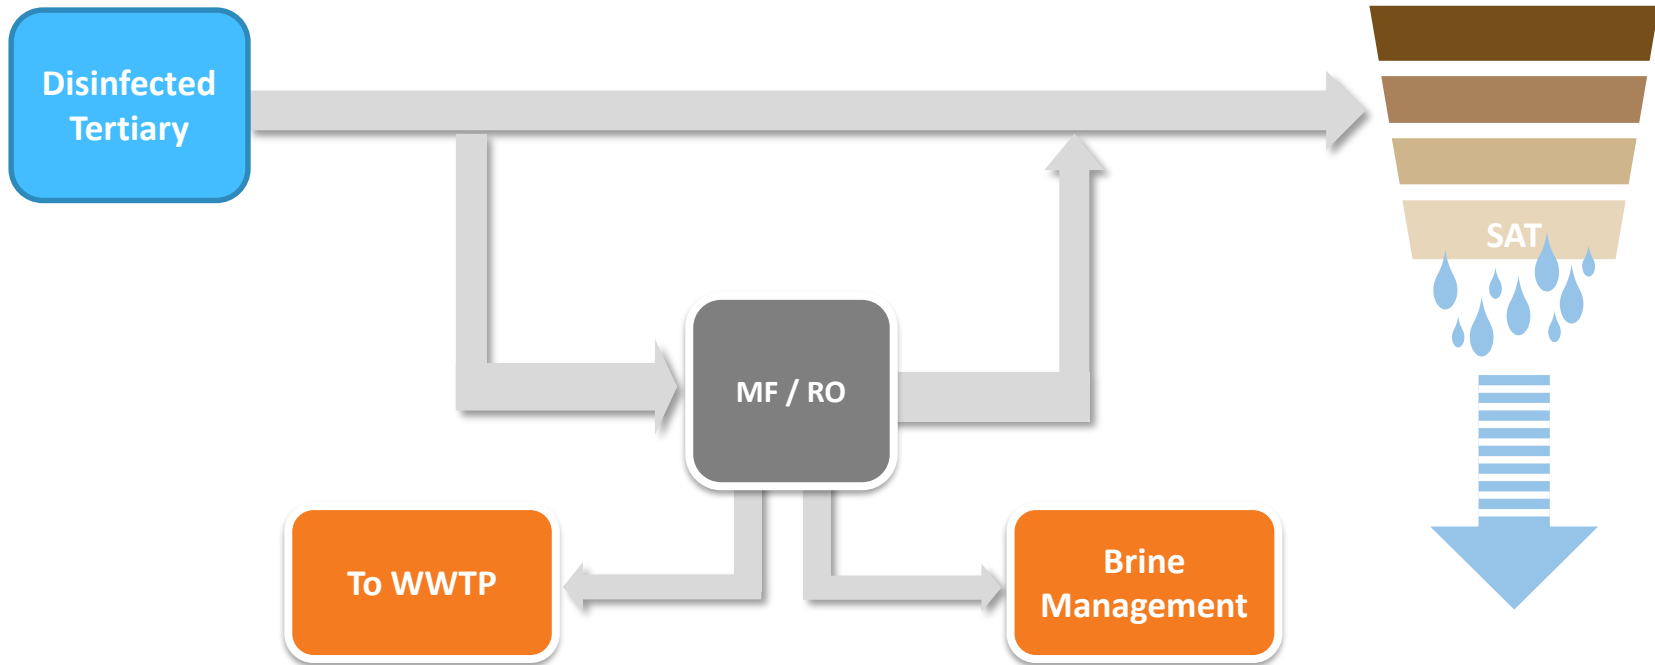 Disinfected
Tertiary
SAT
MF / RO
To WWTP
Brine
Management